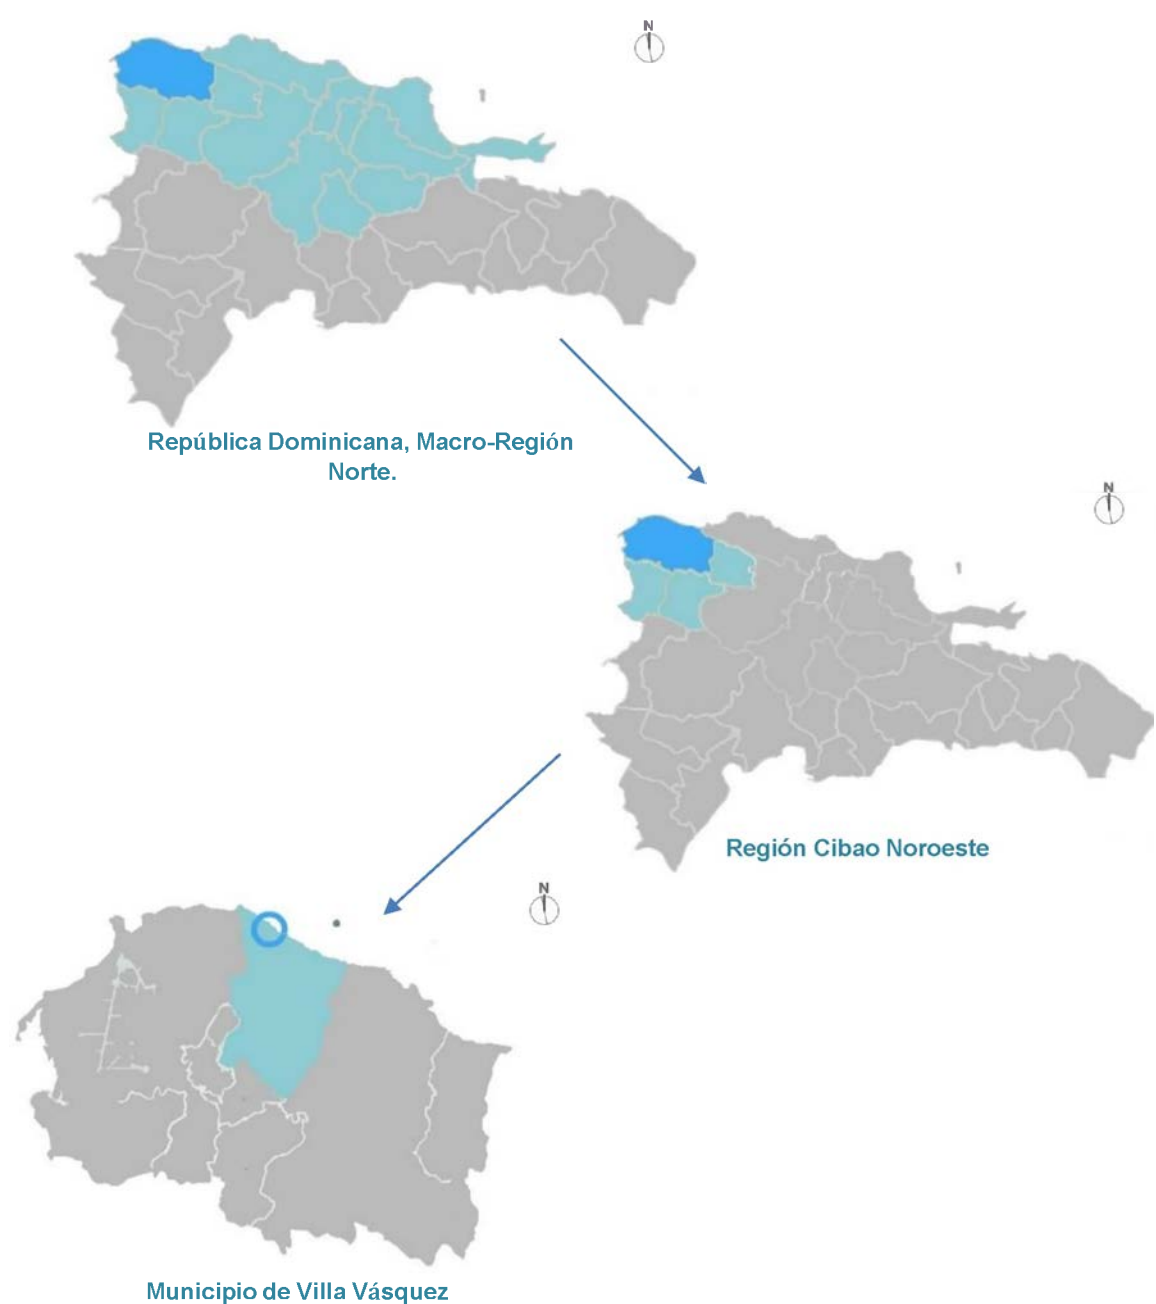 N
República Dominicana, Macro-Región
Norte.
N
Región Cibao Noroeste
N
Municipio de Villa Vásquez